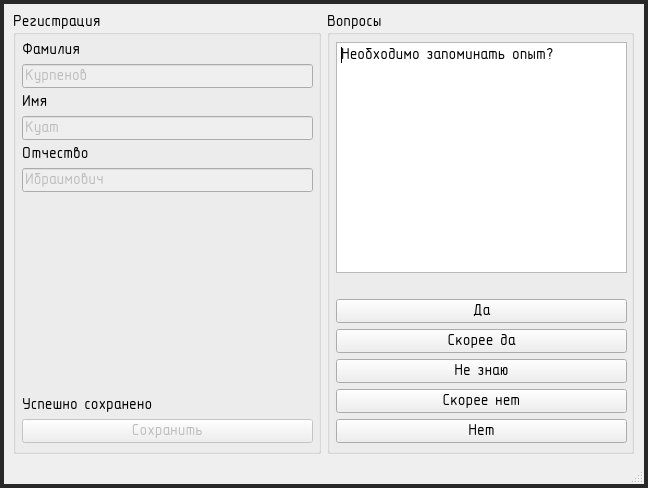 Регистрация
Фамилия
Курпенов
Имя
Куат
Отчество
Ибраимович
Успешно сохранено
Сохранить
Вопросы
Необходимо запоминать опыт?
Да
Скорее да
Не знаю
Скорее нет
Нет